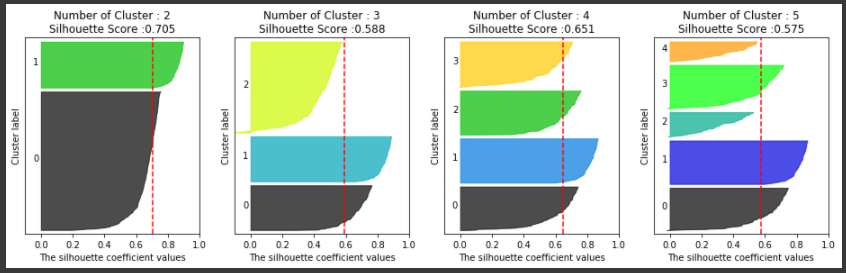 Number of Cluster : 2
Silhouette Score :0.705
1
0
Cluster label
0.0 0.2 0.4 0.6 0.8 1.0
The silhouette coefficient values
Number of Cluster : 3
Silhouette Score :0.588
2
1
0
Cluster label
0.0 0.2 0.4 0.6 0.8 1.0
The silhouette coefficient values
Number of Cluster : 4
Silhouette Score :0.651
3
2
1
0
Cluster label
0.0 0.2 0.4 0.6 0.8 1.0
The silhouette coefficient values
Number of Cluster : 5
Silhouette Score :0.575
4
3
2
1
0
Cluster label
0.0 0.2 0.4 0.6 0.8 1.0
The silhouette coefficient values